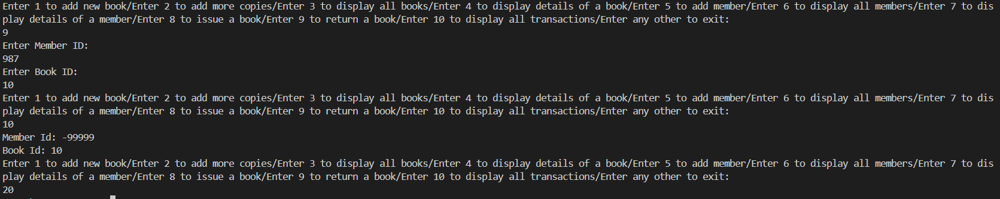 Enter 1 to add new book/Enter 2 to add more copies/Enter 3 to display all books/Enter 4 to display details of a book/Enter 5 to add member/Enter 6 to display all members/Enter 7 to dis
play details of a member/Enter 8 to issue a book/Enter 9 to return a book/Enter 10 to display all transactions/Enter any other to exit:
9
Enter Member ID:
987
Enter Book ID:
10
Enter 1 to add new book/Enter 2 to add more copies/Enter 3 to display all books/Enter 4 to display details of a book/Enter 5 to add member/Enter 6 to display all members/Enter 7 to dis
play details of a member/Enter 8 to issue a book/Enter 9 to return a book/Enter 10 to display all transactions/Enter any other to exit:
10
Member Id: -99999
Book Id: 10
Enter 1 to add new book/Enter 2 to add more copies/Enter 3 to display all books/Enter 4 to display details of a book/Enter 5 to add member/Enter 6 to display all members/Enter 7 to dis
play details of a member/Enter 8 to issue a book/Enter 9 to return a book/Enter 10 to display all transactions/Enter any other to exit:
20